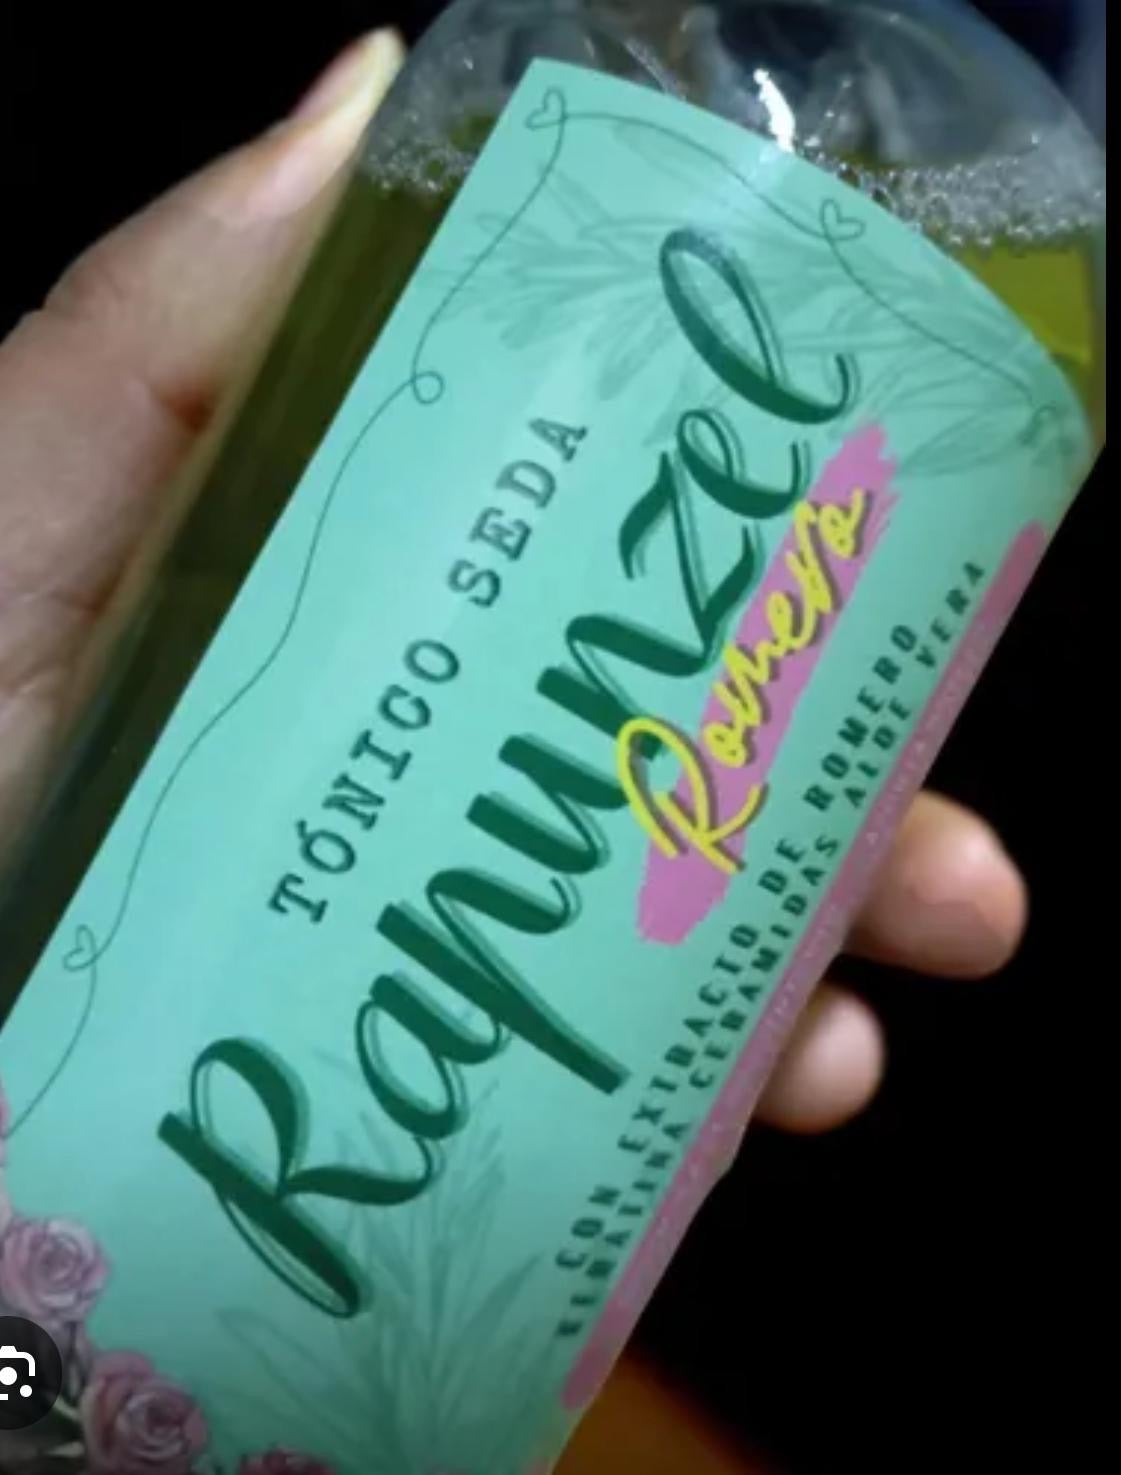 TÓNICO SEDA
Rapunzel
Romero
CON EXTRACTO DE ROMERO
KERATINA CERAMIDAS ALOE VERA